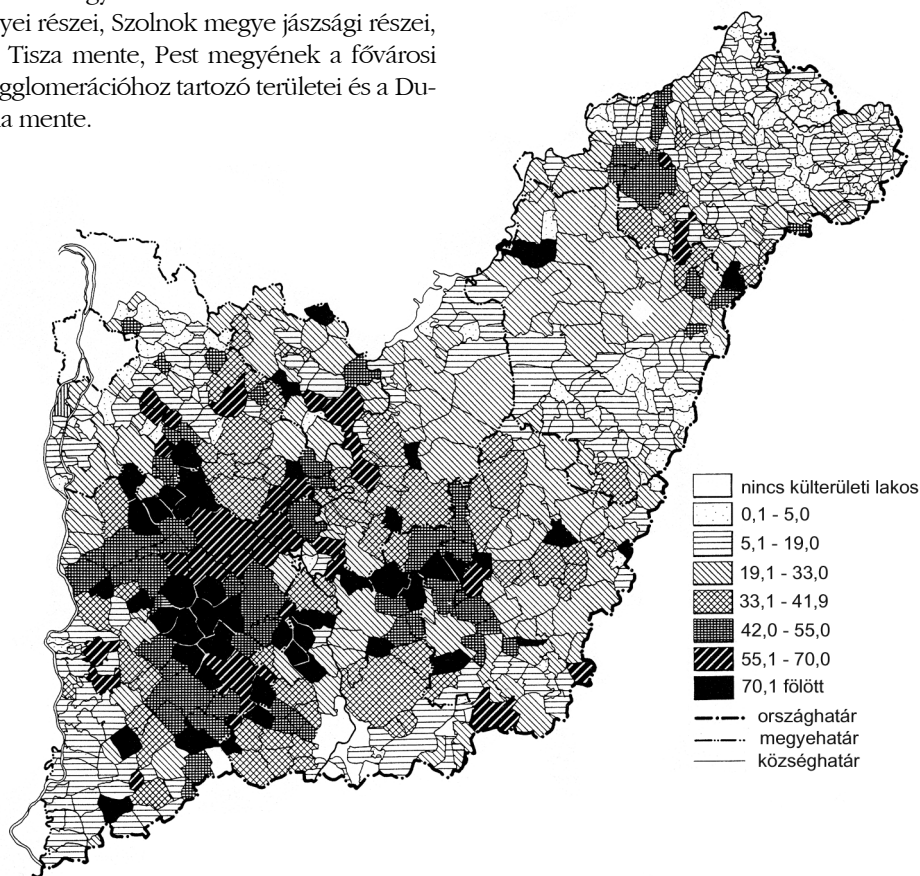 yei részei, Szolnok megye jászsági részei,
Tisza mente, Pest megyének a fővárosi
gglomerációhoz tartozó területei és a Du-
na mente.
nincs külterületi lakos
0,1 - 5,0
5,1 - 19,0
19,1 - 33,0
33,1 - 41,9
42,0 - 55,0
55,1 - 70,0
70,1 fölött
országhatár
megyehatár
községhatár